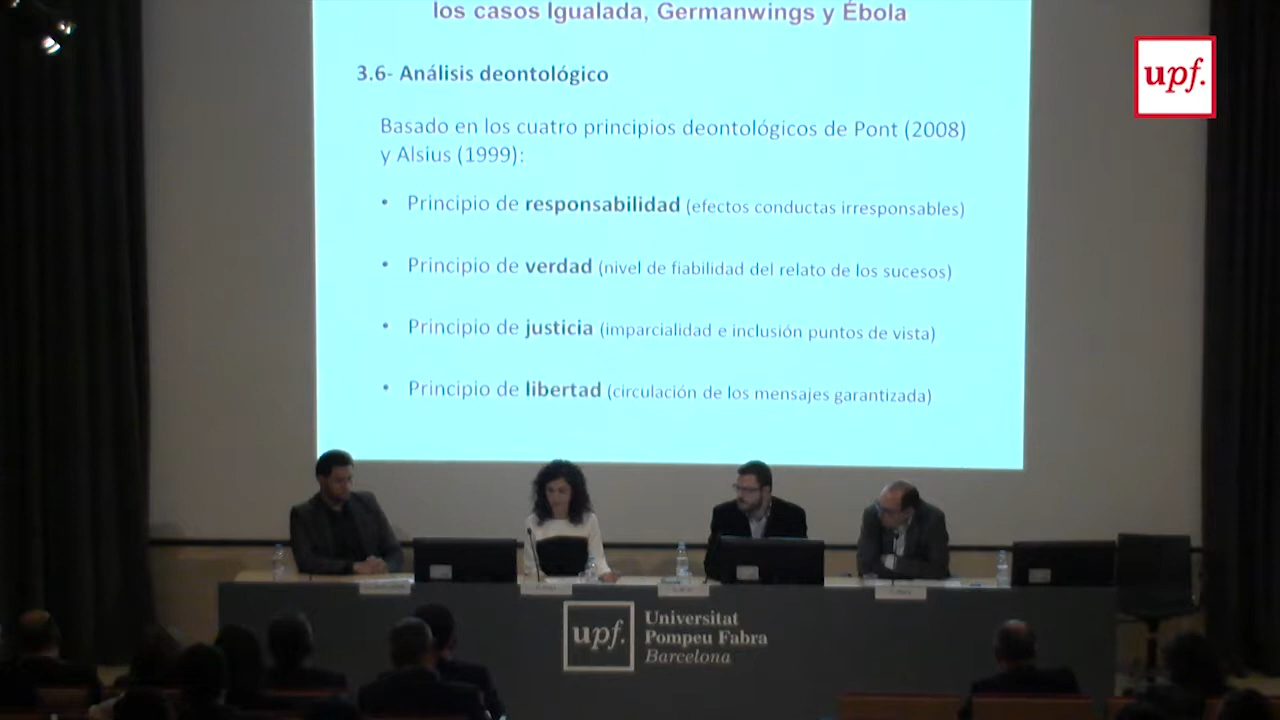 los casos Igualada, Germanwings y Ébola
upf.
3.6- Análisis deontológico
Basado en los cuatro principios deontológicos de Pont (2008)
y Alsius (1999):
• Principio de responsabilidad (efectos conductas irresponsables)
• Principio de verdad (nivel de fiabilidad del relato de los sucesos)
• Principio de justicia (imparcialidad e inclusión puntos de vista)
• Principio de libertad (circulación de los mensajes garantizada)
upf.
Universitat
Pompeu Fabra
Barcelona